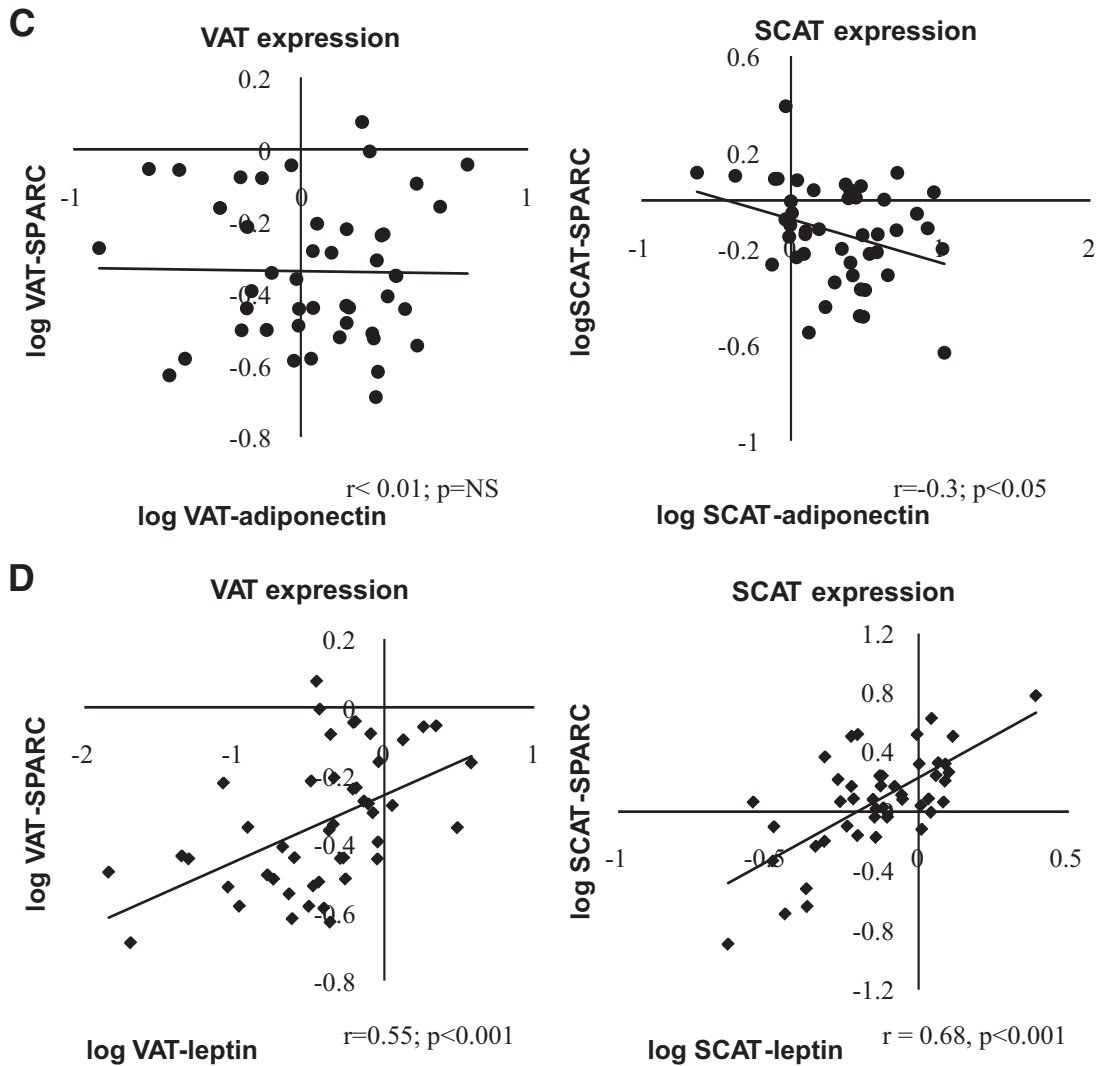 C
VAT expression
SCAT expression
0.2
0
-0.2
-0.4
-0.6
-0.8
-1
0
1
log VAT-SPARC
r< 0.01; p=NS
log VAT-adiponectin
0.6
0.2
-0.2
-0.6
-1
-1
0
1
2
logSCAT-SPARC
r=-0.3; p<0.05
log SCAT-adiponectin
D
VAT expression
SCAT expression
0.2
0
-0.2
-0.4
-0.6
-0.8
-2
-1
0
1
log VAT-SPARC
r=0.55; p<0.001
log VAT-leptin
1.2
0.8
0.4
0
-0.4
-0.8
-1.2
-1
-0.5
0
0.5
log SCAT-SPARC
r = 0.68, p<0.001
log SCAT-leptin